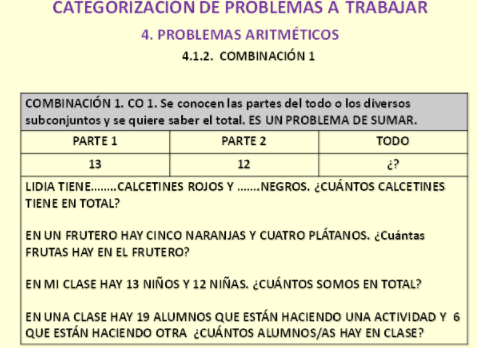 CATEGORIZACIÓN DE PROBLEMAS A TRABAJAR
4. PROBLEMAS ARITMÉTICOS
4.1.2. COMBINACIÓN 1
COMBINACIÓN 1. CO 1. Se conocen las partes del todo o los diversos
subconjuntos y se quiere saber el total. ES UN PROBLEMA DE SUMAR.
PARTE 1 PARTE 2 TODO
13 12 ¿?
LIDIA TIENE........CALCETINES ROJOS Y .......NEGROS. ¿CUÁNTOS CALCETINES
TIENE EN TOTAL?
EN UN FRUTERO HAY CINCO NARANJAS Y CUATRO PLÁTANOS. ¿Cuántas
FRUTAS HAY EN EL FRUTERO?
EN MI CLASE HAY 13 NIÑOS Y 12 NIÑAS. ¿CUÁNTOS SOMOS EN TOTAL?
EN UNA CLASE HAY 19 ALUMNOS QUE ESTÁN HACIENDO UNA ACTIVIDAD Y 6
QUE ESTÁN HACIENDO OTRA ¿CUÁNTOS ALUMNOS/AS HAY EN CLASE?